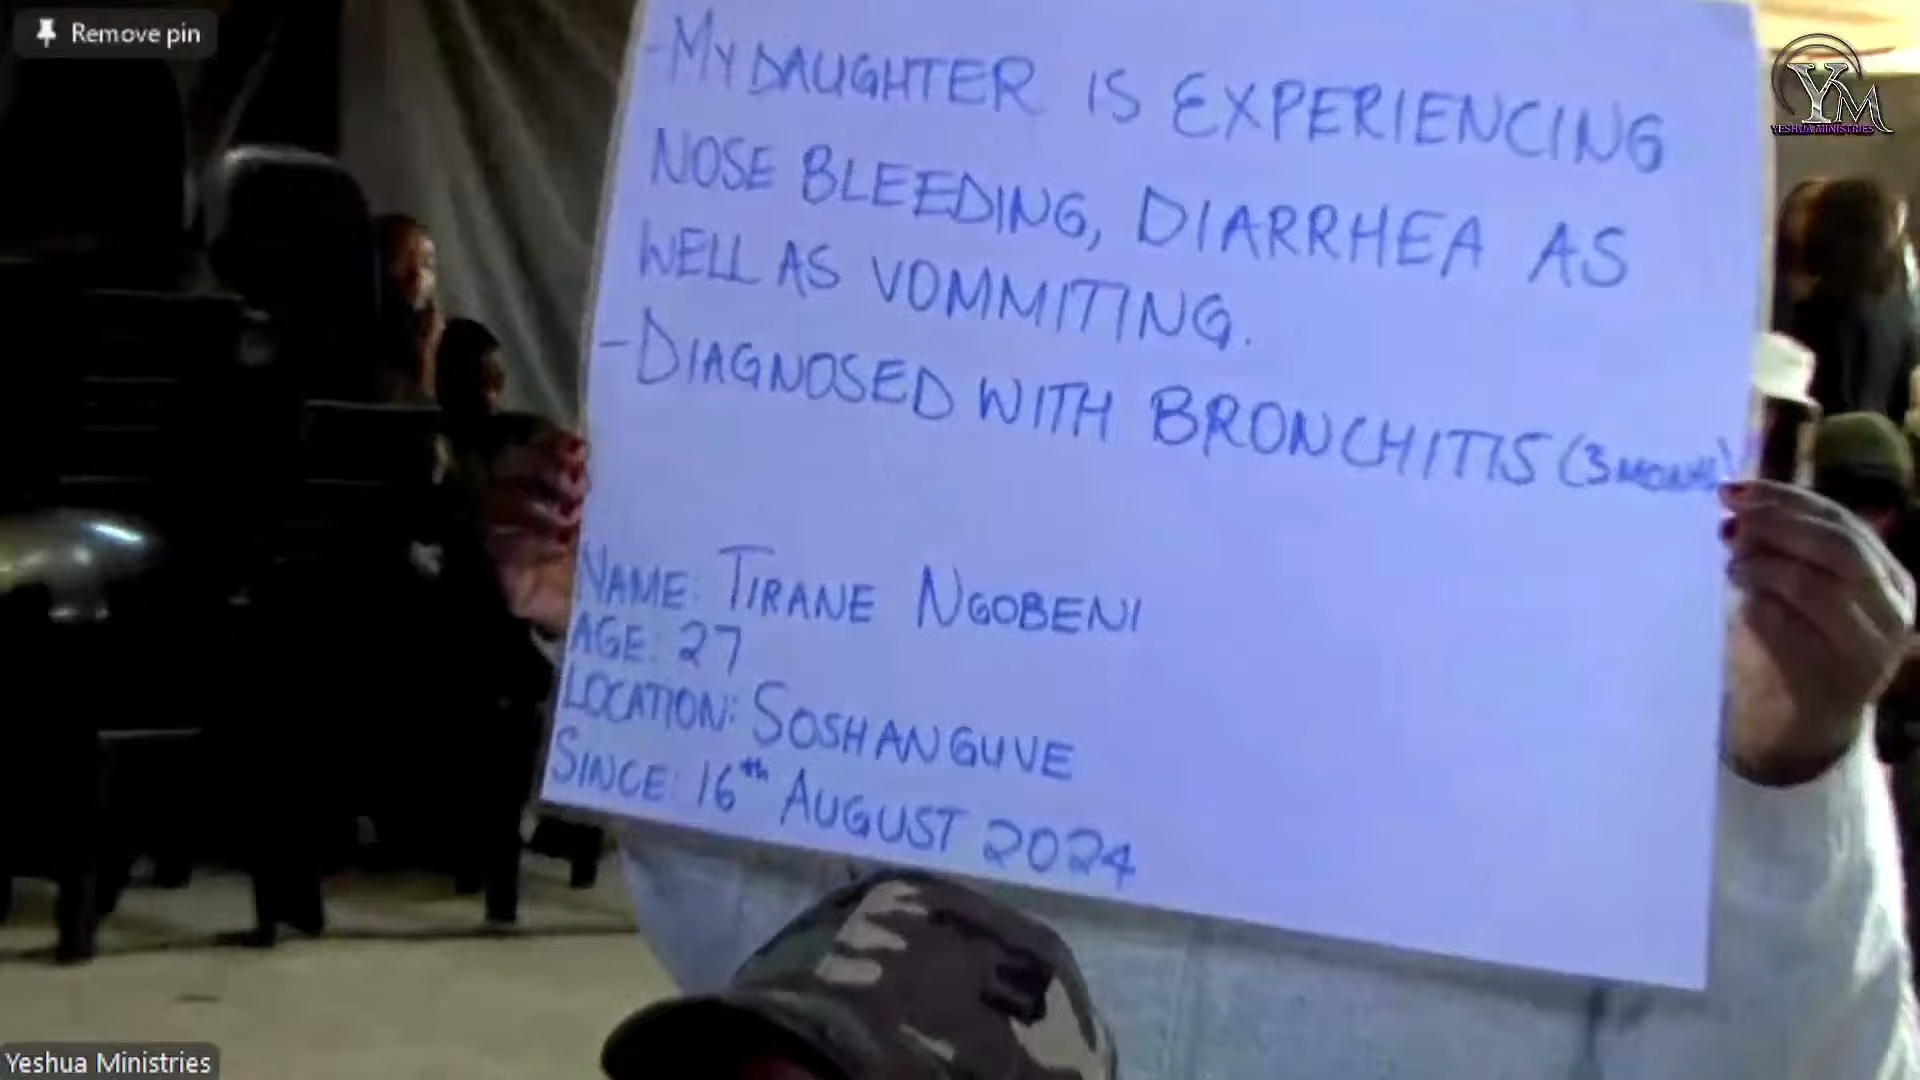 Remove pin
YM
YESHUA MINISTRIES
-MY DAUGHTER IS EXPERIENCING
NOSE BLEEDING, DIARRHEA AS
WELL AS VOMMITING.
-DIAGNOSED WITH BRONCHITIS (3
NAME: TIRANE NGOBENI
AGE: 27
LOCATION: SOSHANGUVE
SINCE: 16th AUGUST 2024
Yeshua Ministries